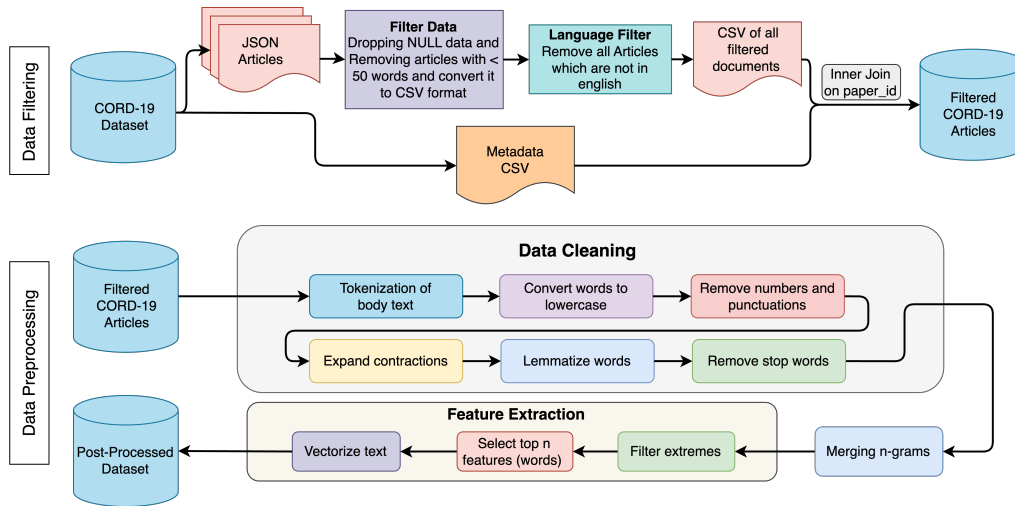 Data Filtering
CORD-19
Dataset
JSON
Articles
Filter Data
Dropping NULL data and
Removing articles with <
50 words and convert it
to CSV format
Language Filter
Remove all Articles
which are not in
english
CSV of all
filtered
documents
Inner Join
on paper_id
Filtered
CORD-19
Articles
Metadata
CSV
Data Preprocessing
Filtered
CORD-19
Articles
Data Cleaning
Tokenization of
body text
Convert words to
lowercase
Remove numbers and
punctuations
Expand contractions
Lemmatize words
Remove stop words
Post-Processed
Dataset
Feature Extraction
Vectorize text
Select top n
features (words)
Filter extremes
Merging n-grams